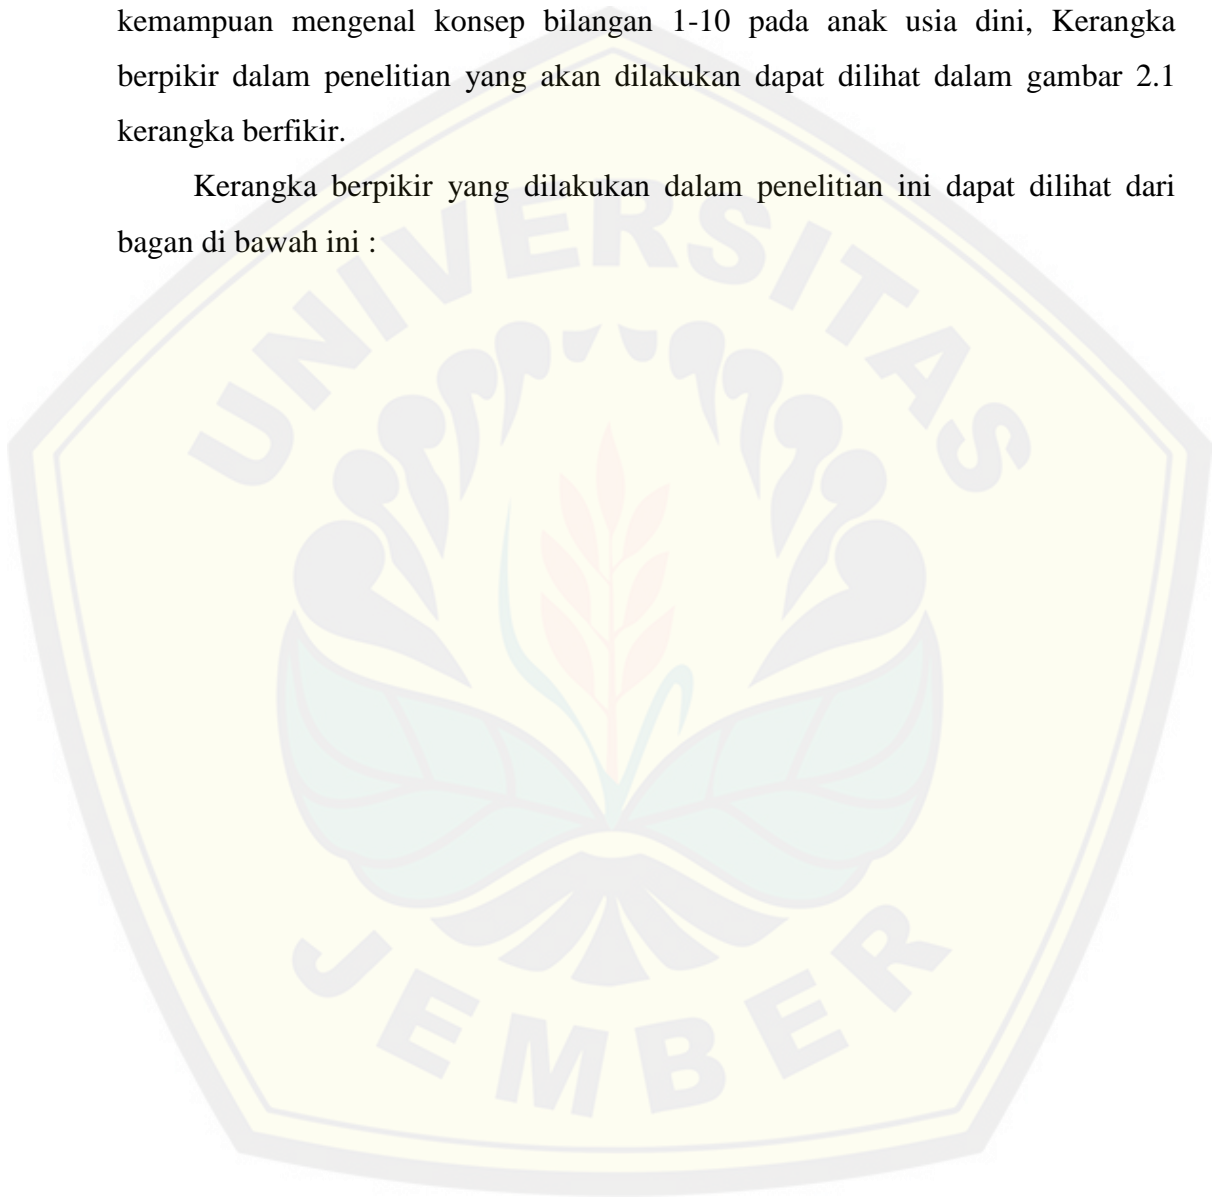 kemampuan mengenal konsep bilangan 1-10 pada anak usia dini, Kerangka
berpikir dalam penelitian yang akan dilakukan dapat dilihat dalam gambar 2.1
kerangka berfikir.
Kerangka berpikir yang dilakukan dalam penelitian ini dapat dilihat dari
bagan di bawah ini :
UNIVERSITAS
JEMBER